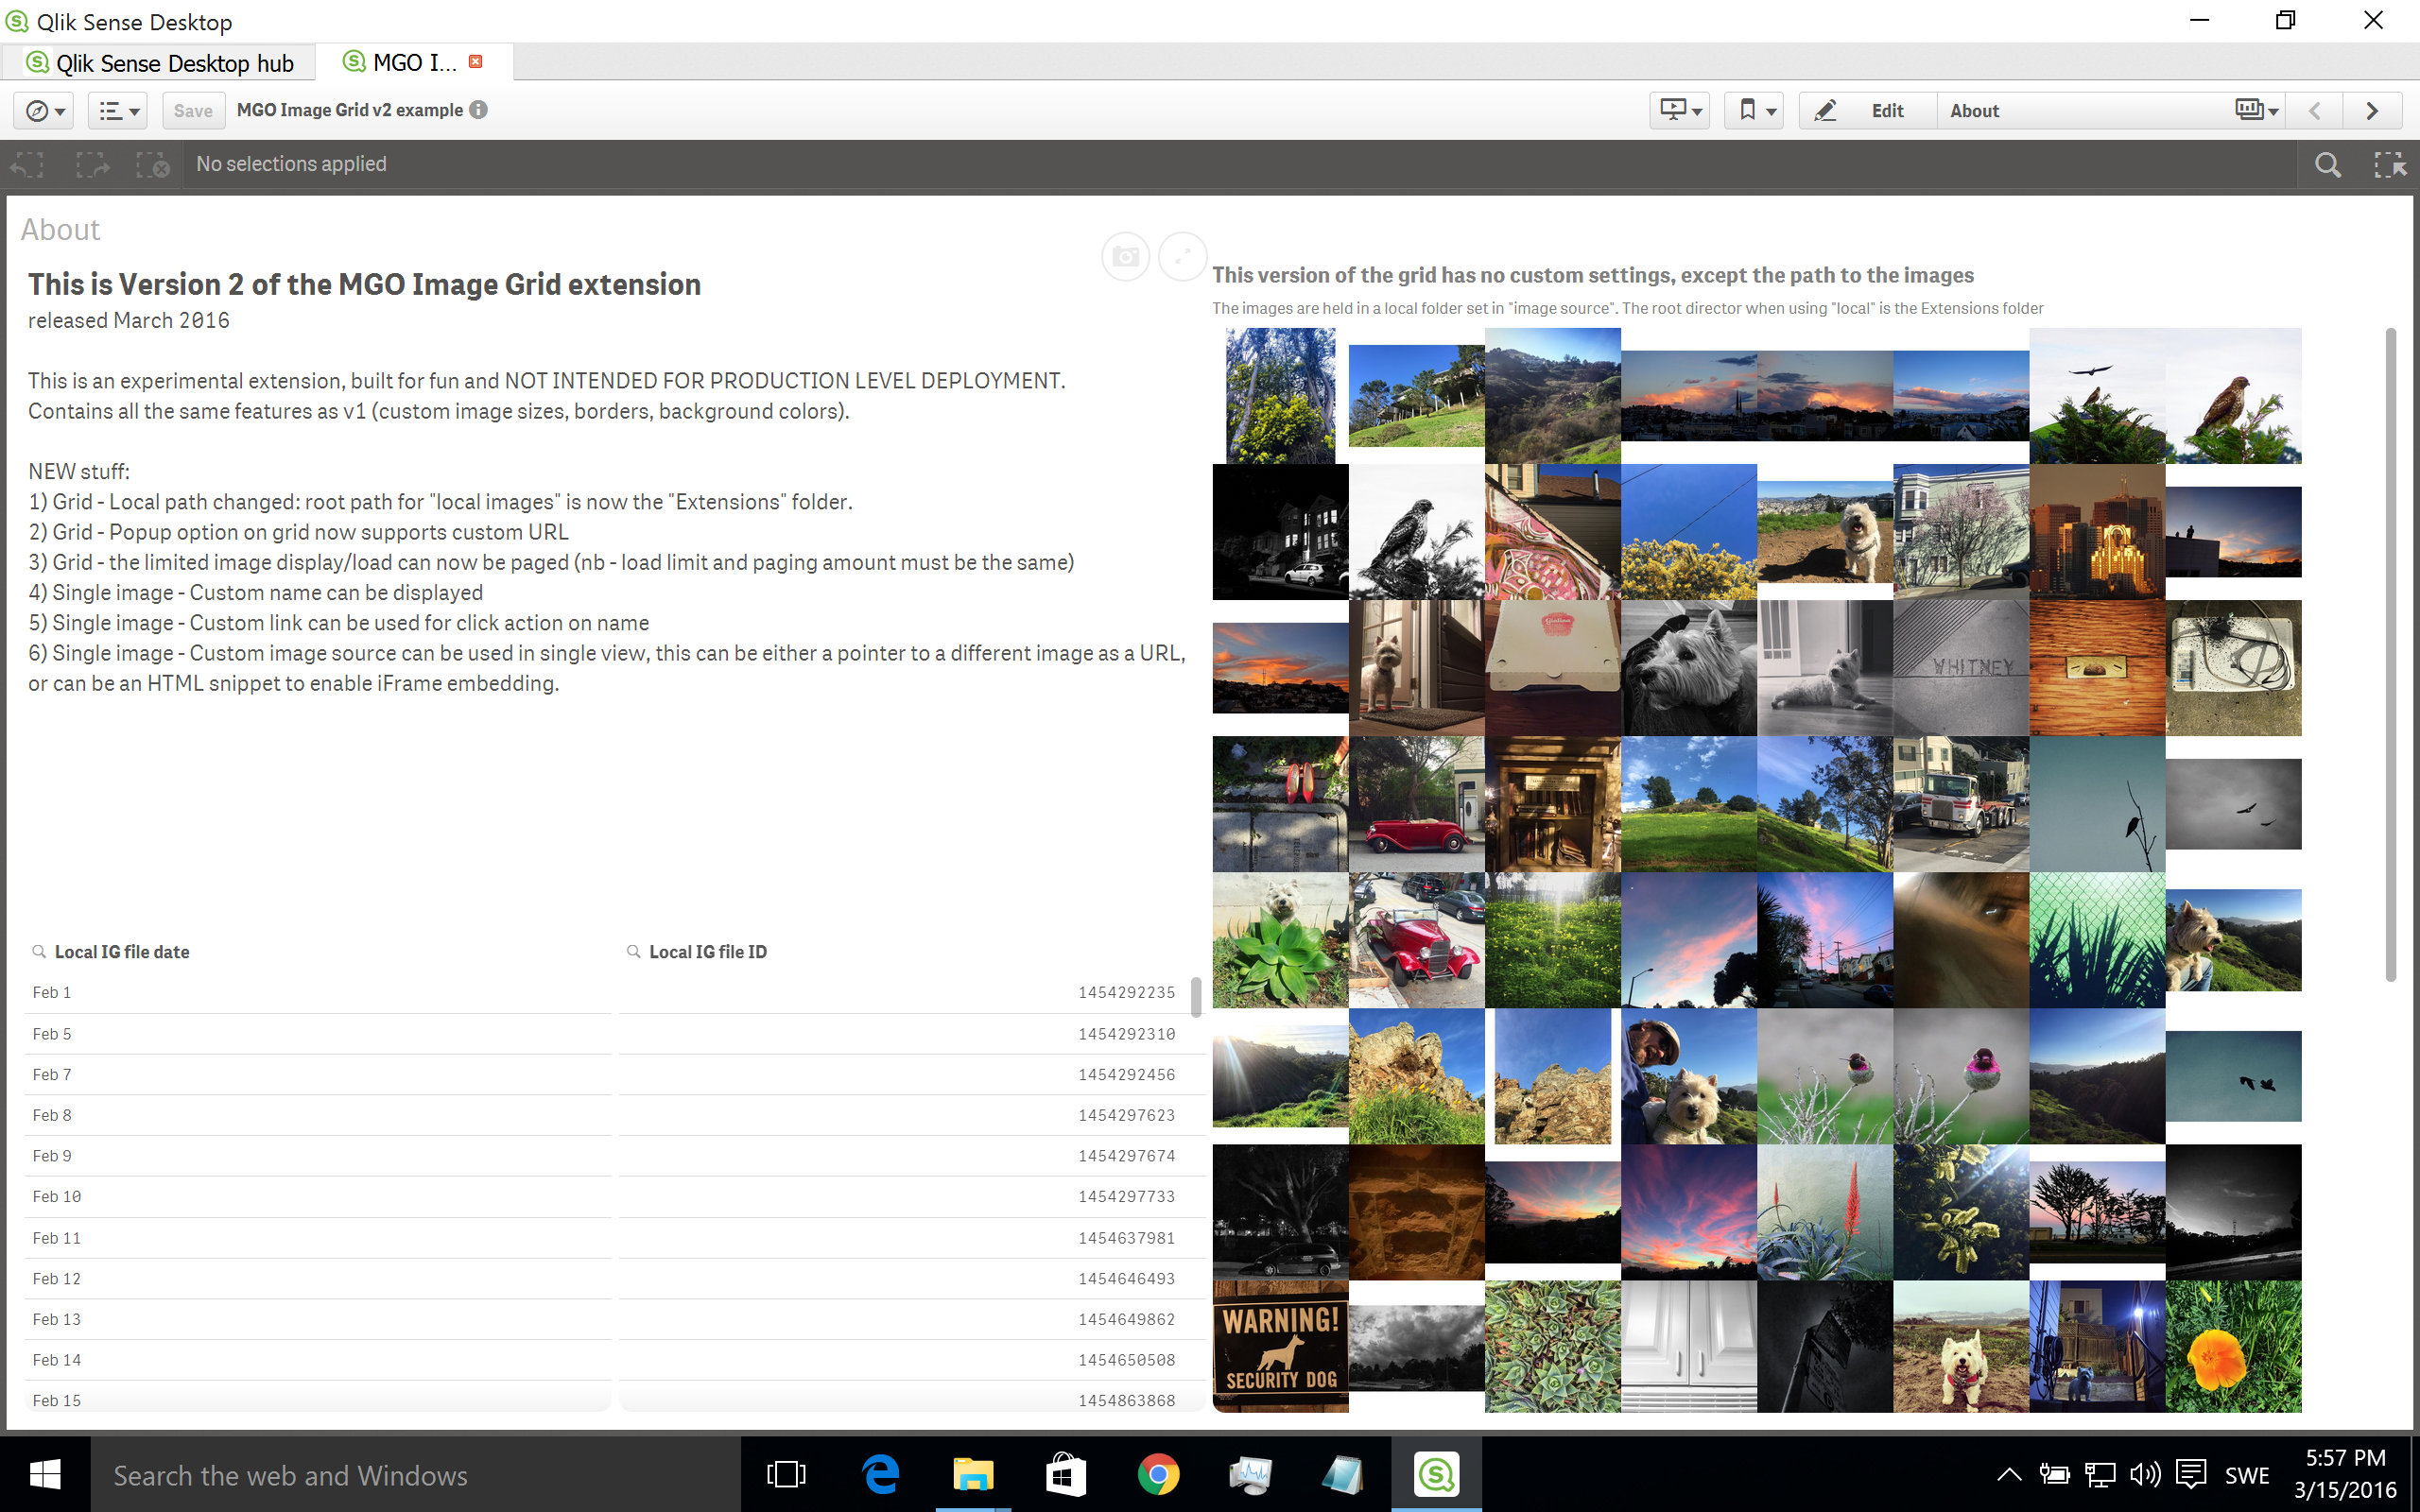 Qlik Sense Desktop
Qlik Sense Desktop hub
MGO I...
Save
MGO Image Grid v2 example
Edit
About
No selections applied
About
This is Version 2 of the MGO Image Grid extension
released March 2016
This is an experimental extension, built for fun and NOT INTENDED FOR PRODUCTION LEVEL DEPLOYMENT.
Contains all the same features as v1 (custom image sizes, borders, background colors).
NEW stuff:
1) Grid - Local path changed: root path for "local images" is now the "Extensions" folder.
2) Grid - Popup option on grid now supports custom URL
3) Grid - the limited image display/load can now be paged (nb - load limit and paging amount must be the same)
4) Single image - Custom name can be displayed
5) Single image - Custom link can be used for click action on name
6) Single image - Custom image source can be used in single view, this can be either a pointer to a different image as a URL,
or can be an HTML snippet to enable iFrame embedding.
This version of the grid has no custom settings, except the path to the images
The images are held in a local folder set in "image source". The root director when using "local" is the Extensions folder
WHITNEY
WARNING!
SECURITY DOG
Local IG file date
Feb 1
Feb 5
Feb 7
Feb 8
Feb 9
Feb 10
Feb 11
Feb 12
Feb 13
Feb 14
Feb 15
Local IG file ID
1454292235
1454292310
1454292456
1454297623
1454297674
1454297733
1454637981
1454646493
1454649862
1454650508
1454863868
Search the web and Windows
SWE
5:57 PM
3/15/2016